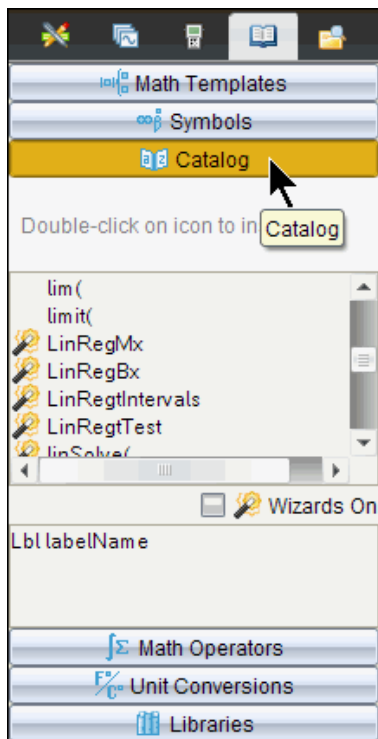 Math Templates
∞β° Symbols
Catalog
Double-click on icon to in
Catalog
lim(
limit(
LinRegMx
LinRegBx
LinRegtIntervals
LinRegtTest
linSolve(
Wizards On
Lbl labelName
∫Σ Math Operators
F°/C° Unit Conversions
Libraries